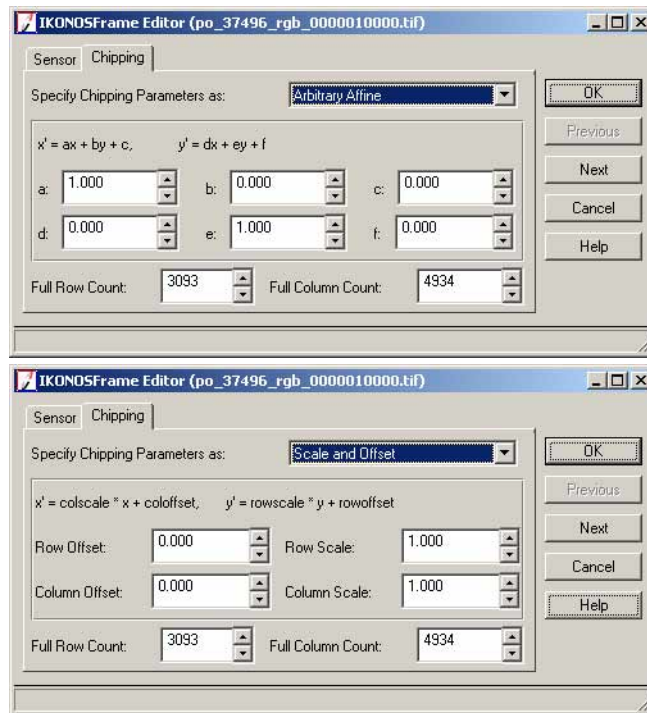 IKONOSFrame Editor (po_37496_rgb_0000010000.tif)
Sensor Chipping
Specify Chipping Parameters as: Arbitrary Affine
OK
Previous
Next
Cancel
Help
x' = ax + by + c, y' = dx + ey + f
a: 1.000 b: 0.000 c: 0.000
d: 0.000 e: 1.000 f: 0.000
Full Row Count: 3093 Full Column Count: 4934
IKONOSFrame Editor (po_37496_rgb_0000010000.tif)
Sensor Chipping
Specify Chipping Parameters as: Scale and Offset
OK
Previous
Next
Cancel
Help
x' = colscale * x + coloffset, y' = rowscale * y + rowoffset
Row Offset: 0.000 Row Scale: 1.000
Column Offset: 0.000 Column Scale: 1.000
Full Row Count: 3093 Full Column Count: 4934